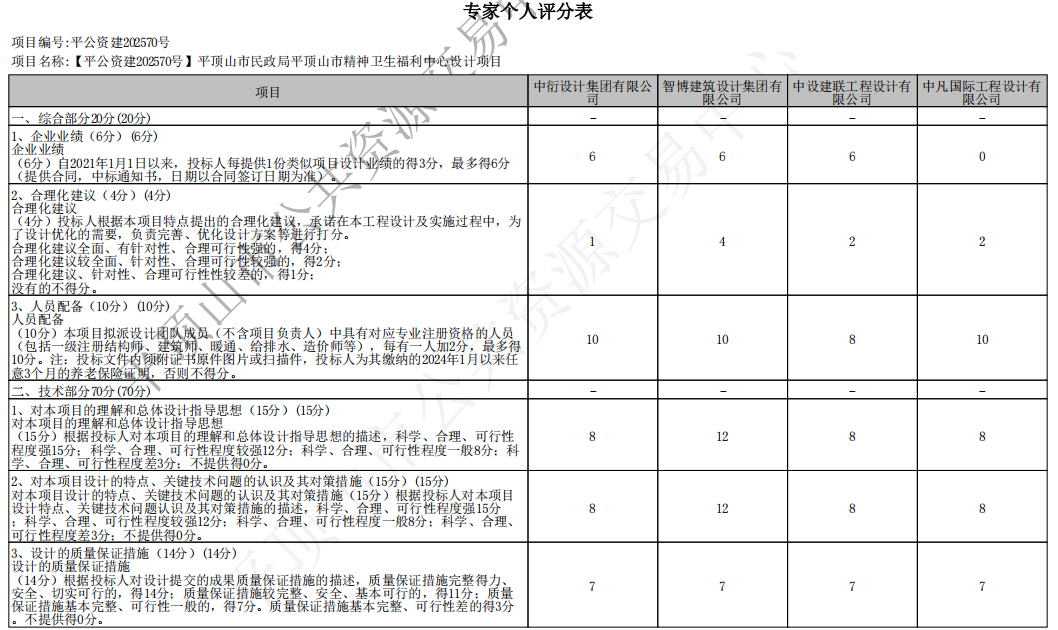 专家个人评分表
项目编号:平公资建202570号
项目名称:【平公资建202570号】平顶山市民政局平顶山市精神卫生福利中心设计项目
项目
中衍设计集团有限公
司
智博建筑设计集团有
限公司
中设建联工程设计有
限公司
中凡国际工程设计有
限公司
一、综合部分20分(20分)
- - - -
1、企业业绩（6分）(6分)
企业业绩
（6分）自2021年1月1日以来，投标人每提供1份类似项目设计业绩的得3分，最多得6分
（提供合同，中标通知书，日期以合同签订日期为准）。
6 6 6 0
2、合理化建议（4分）(4分)
合理化建议
（4分）投标人根据本项目特点提出的合理化建议，承诺在本工程设计及实施过程中，为
了设计优化的需要，负责完善、优化设计方案等进行打分。
合理化建议全面、有针对性、合理可行性强的，得4分；
合理化建议较全面、针对性、合理可行性较强的，得2分；
合理化建议、针对性、合理可行性性较差的，得1分；
没有的不得分。
1 4 2 2
3、人员配备（10分）(10分)
人员配备
（10分）本项目拟派设计团队成员（不含项目负责人）中具有对应专业注册资格的人员
（包括一级注册结构师、建筑师、暖通、给排水、造价师等），每有一人加2分，最多得
10分。注：投标文件内须附证书原件图片或扫描件，投标人为其缴纳的2024年1月以来任
意3个月的养老保险证明，否则不得分。
10 10 8 10
二、技术部分70分(70分)
- - - -
1、对本项目的理解和总体设计指导思想（15分）(15分)
对本项目的理解和总体设计指导思想
（15分）根据投标人对本项目的理解和总体设计指导思想的描述，科学、合理、可行性
程度强15分；科学、合理、可行性程度较强12分；科学、合理、可行性程度一般8分；科
学、合理、可行性程度差3分；不提供得0分。
8 12 8 8
2、对本项目设计的特点、关键技术问题的认识及其对策措施（15分）(15分)
对本项目设计的特点、关键技术问题的认识及其对策措施（15分）根据投标人对本项目
设计特点、关键技术问题认识及其对策措施的描述，科学、合理、可行性程度强15分
；科学、合理、可行性程度较强12分；科学、合理、可行性程度一般8分；科学、合理、
可行性程度差3分；不提供得0分。
8 12 8 8
3、设计的质量保证措施（14分）(14分)
设计的质量保证措施
（14分）根据投标人对设计提交的成果质量保证措施的描述，质量保证措施完整得力、
安全、切实可行的，得14分；质量保证措施较完整、安全、基本可行的，得11分；质量
保证措施基本完整、可行性一般的，得7分。质量保证措施基本完整、可行性差的得3分
。不提供得0分。
7 7 7 7
平顶山市公共资源交易中心
平顶山市公共资源交易中心